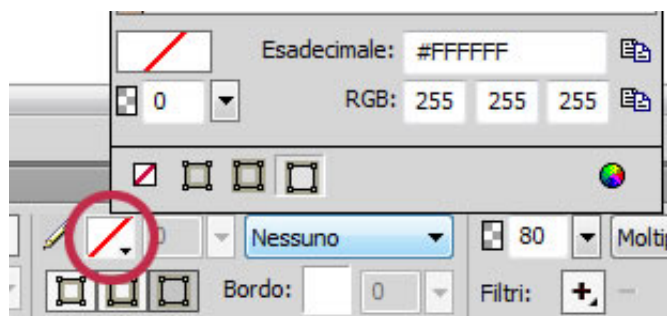 Esadecimale: #FFFFFF
0 RGB: 255 255 255
0 Nessuno 80 Moltip
Bordo: 0 Filtri: